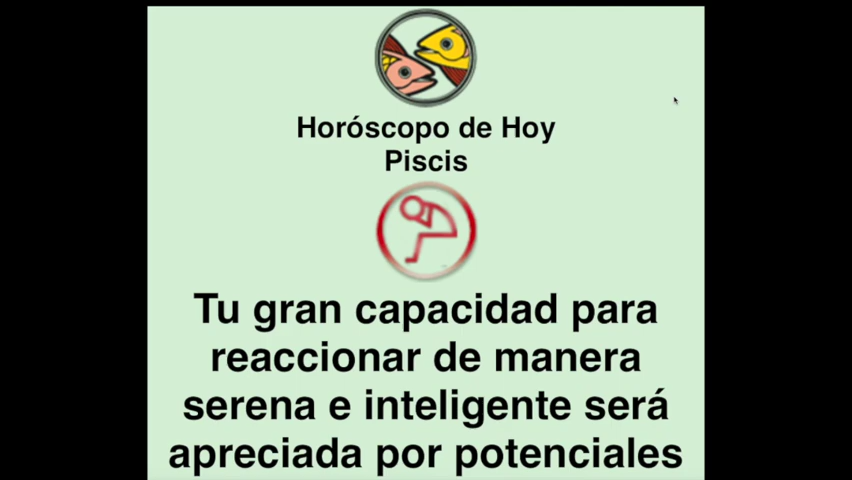 Horóscopo de Hoy
Piscis
Tu gran capacidad para
reaccionar de manera
serena e inteligente será
apreciada por potenciales